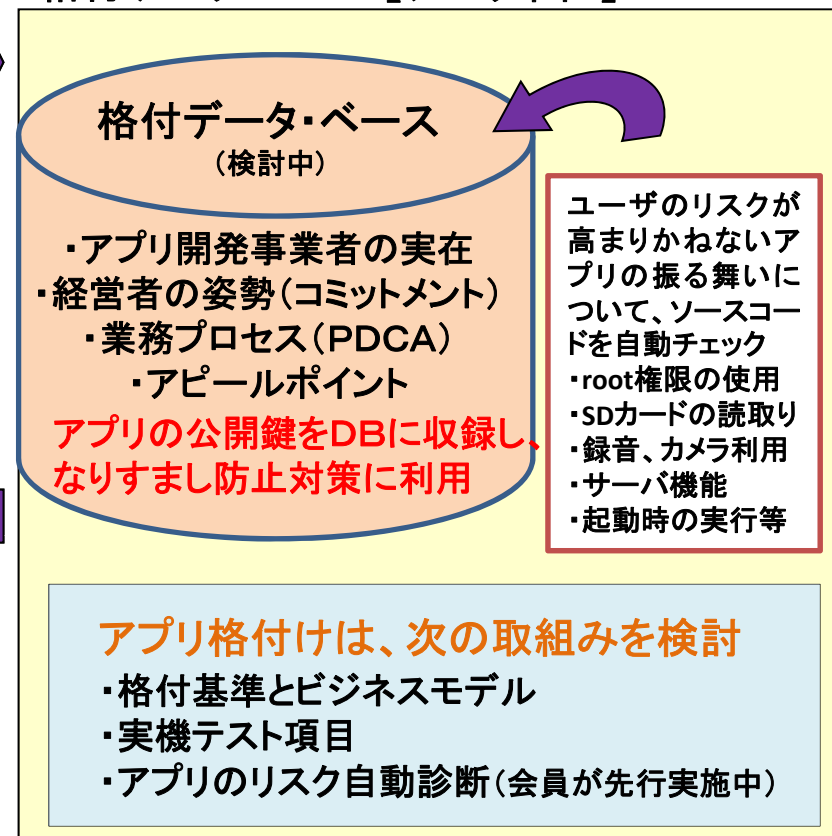 格付データ・ベース
（検討中）
・アプリ開発事業者の実在
・経営者の姿勢（コミットメント）
・業務プロセス（PDCA）
・アピールポイント
アプリの公開鍵をDBに収録し、
なりすまし防止対策に利用
ユーザのリスクが
高まりかねないア
プリの振る舞いに
ついて、ソースコー
ドを自動チェック
・root権限の使用
・SDカードの読取り
・録音、カメラ利用
・サーバ機能
・起動時の実行等
アプリ格付けは、次の取組みを検討
・格付基準とビジネスモデル
・実機テスト項目
・アプリのリスク自動診断（会員が先行実施中）